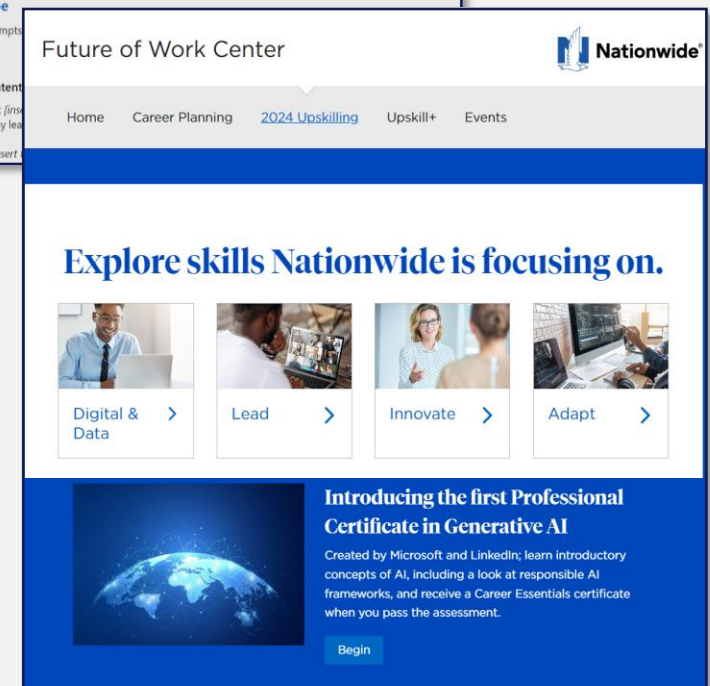 Future of Work Center
Nationwide®
Home Career Planning 2024 Upskilling Upskill+ Events
Explore skills Nationwide is focusing on.
Digital &
Data
Lead
Innovate
Adapt
Introducing the first Professional
Certificate in Generative AI
Created by Microsoft and LinkedIn; learn introductory
concepts of AI, including a look at responsible AI
frameworks, and receive a Career Essentials certificate
when you pass the assessment.
Begin